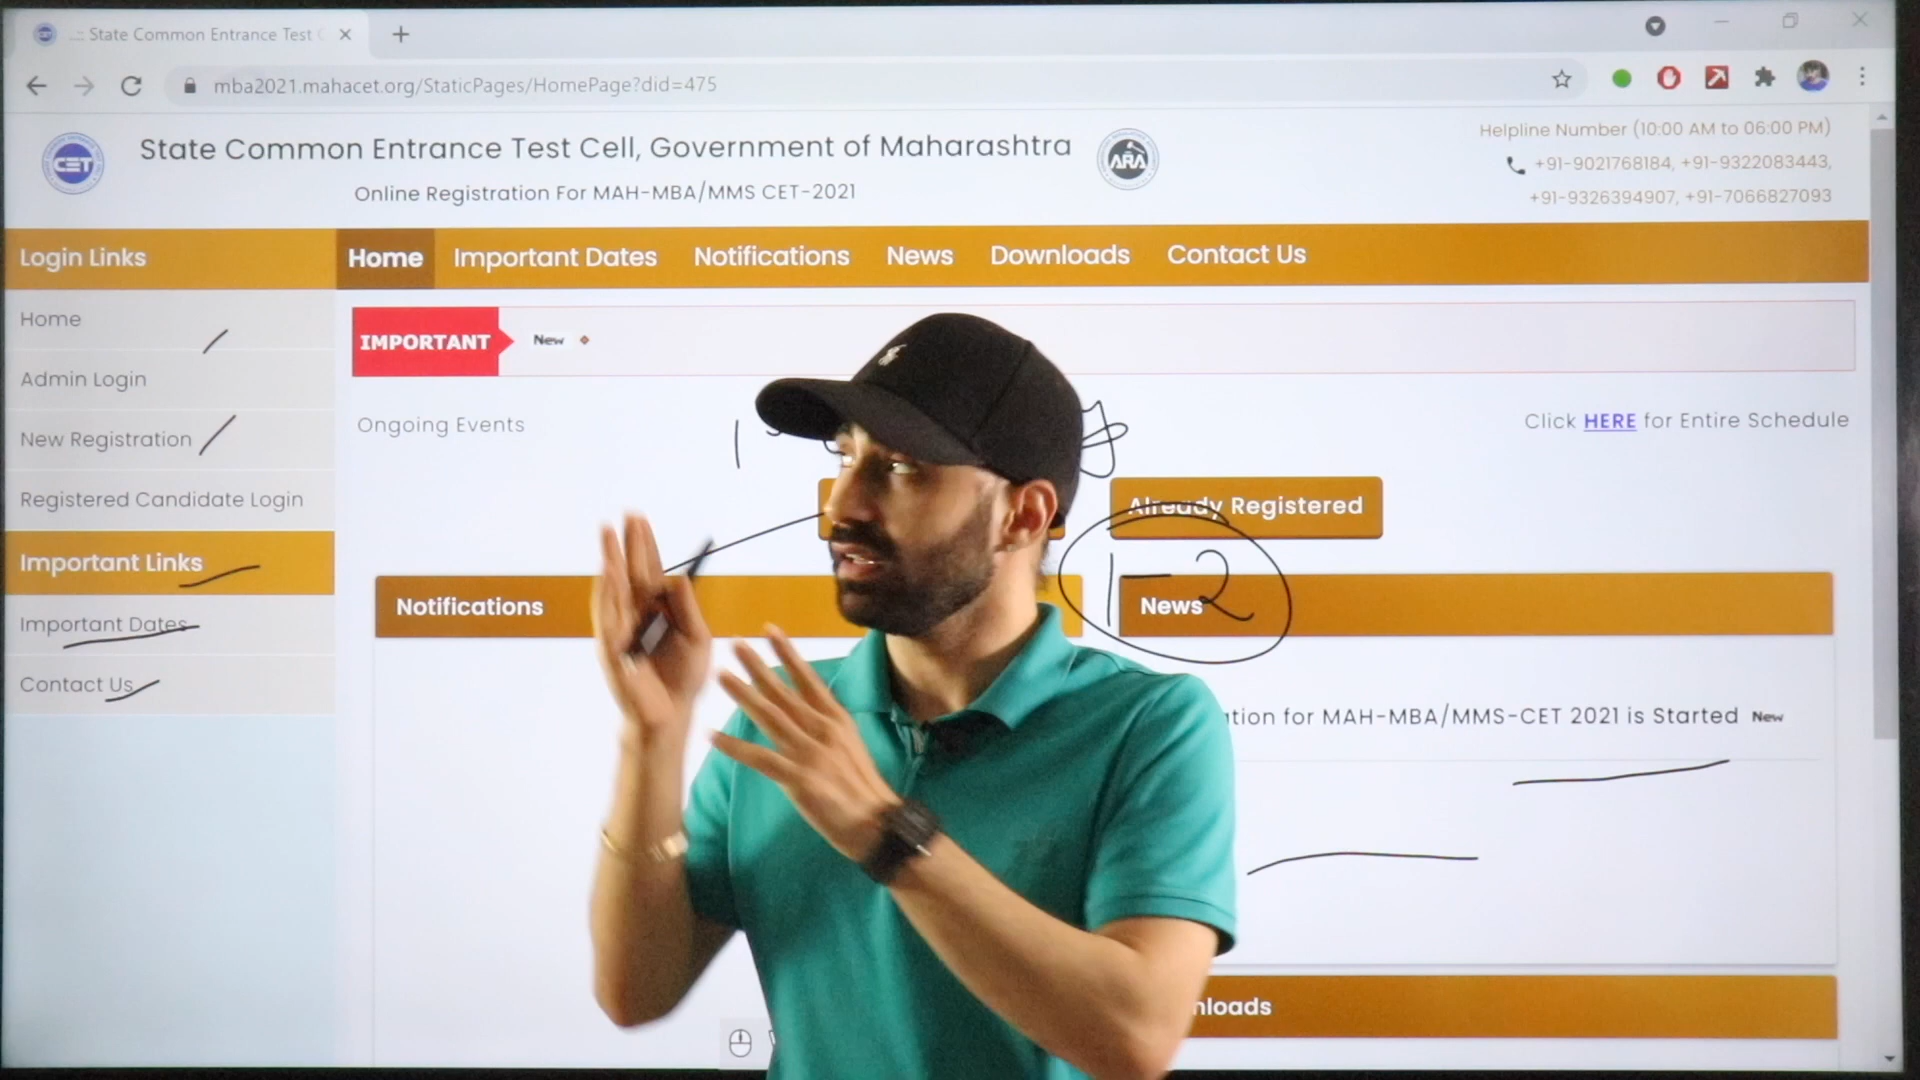 .:: State Common Entrance Test C
mba2021.mahacet.org/StaticPages/HomePage?did=475
CET
State Common Entrance Test Cell, Government of Maharashtra
ARA
Online Registration For MAH-MBA/MMS CET-2021
Helpline Number (10:00 AM to 06:00 PM)
+91-9021768184, +91-9322083443,
+91-9326394907, +91-7066827093
Login Links
Home Important Dates Notifications News Downloads Contact Us
Home
Admin Login
New Registration
Registered Candidate Login
Important Links
Important Dates
Contact Us
IMPORTANT
New
Ongoing Events
Click HERE for Entire Schedule
Already Registered
1-2
Notifications
News
tion for MAH-MBA/MMS-CET 2021 is Started New
nloads